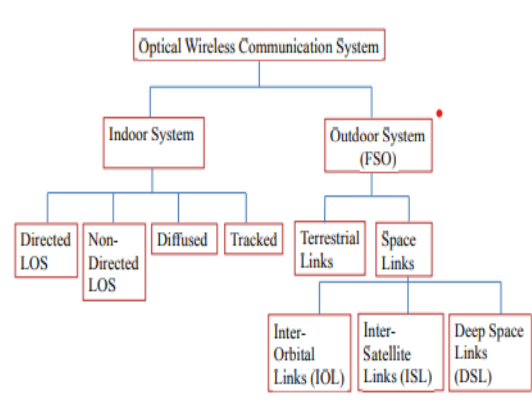 Optical Wireless Communication System
Indoor System
Outdoor System
(FSO)
Directed
LOS
Non-
Directed
LOS
Diffused
Tracked
Terrestrial
Links
Space
Links
Inter-
Orbital
Links (IOL)
Inter-
Satellite
Links (ISL)
Deep Space
Links
(DSL)